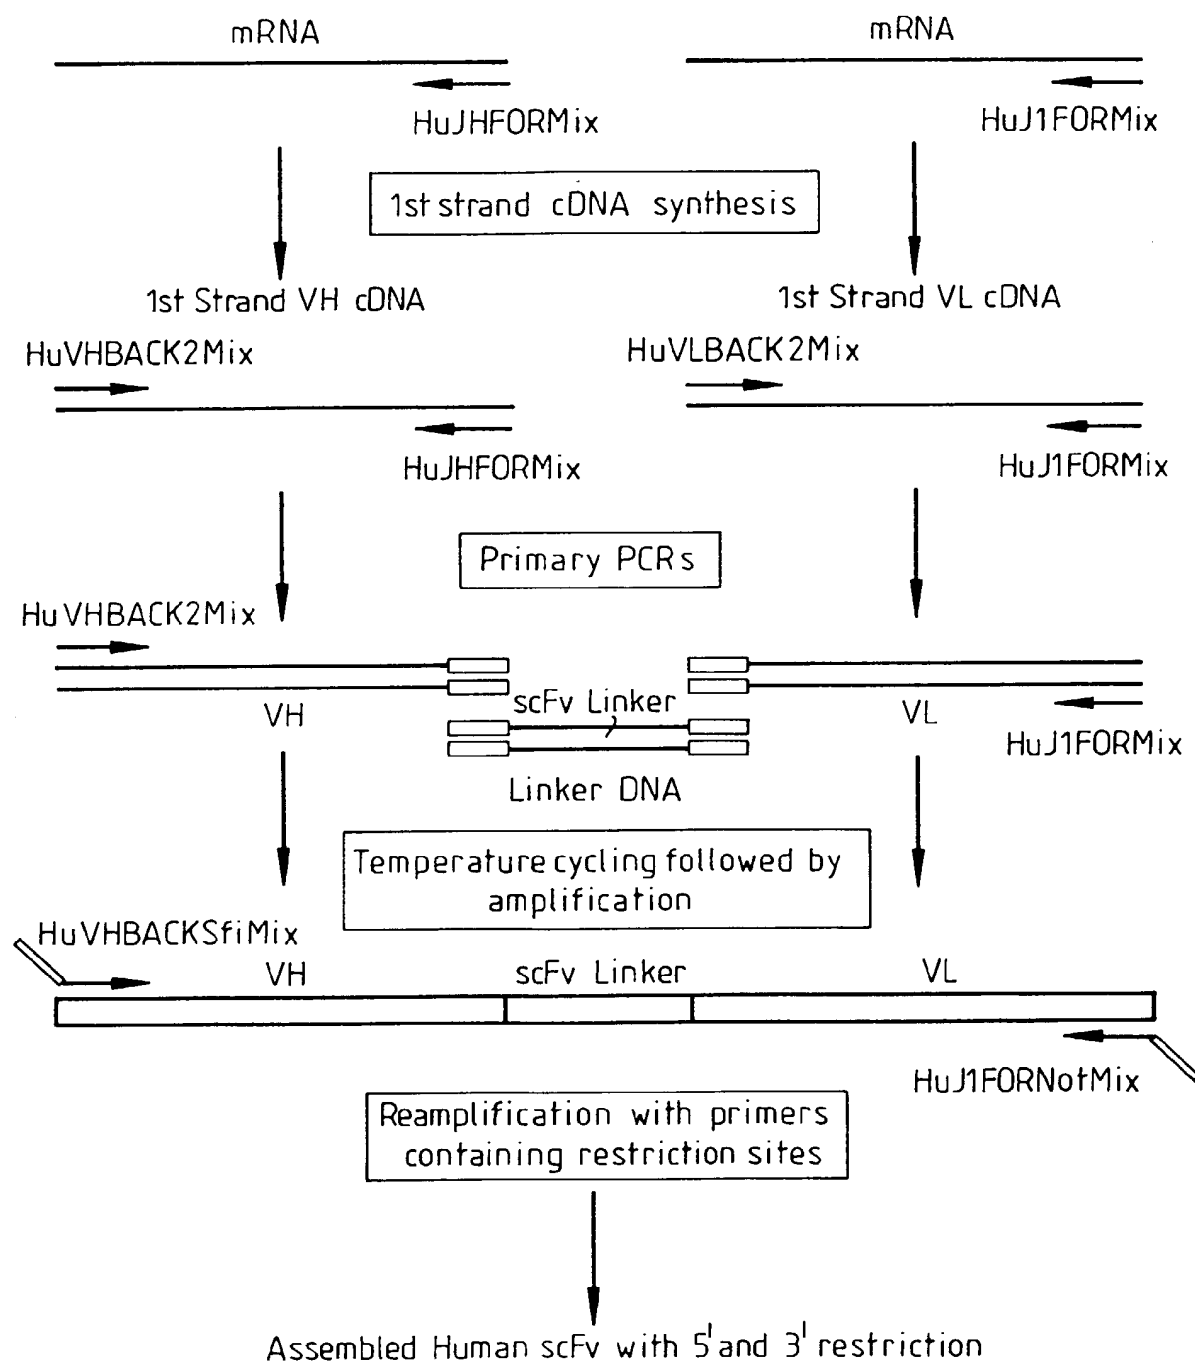 mRNA
mRNA
HuJHFORMix
HuJ1FORMix
1st strand cDNA synthesis
1st Strand VH cDNA
1st Strand VL cDNA
HuVHBACK2Mix
HuVLBACK2Mix
HuJHFORMix
HuJ1FORMix
Primary PCRs
HuVHBACK2Mix
scFv Linker
VH
VL
HuJ1FORMix
Linker DNA
Temperature cycling followed by
amplification
HuVHBACKSfiMix
VH
scFv Linker
VL
HuJ1FORNotMix
Reamplification with primers
containing restriction sites
Assembled Human scFv with 5' and 3' restriction